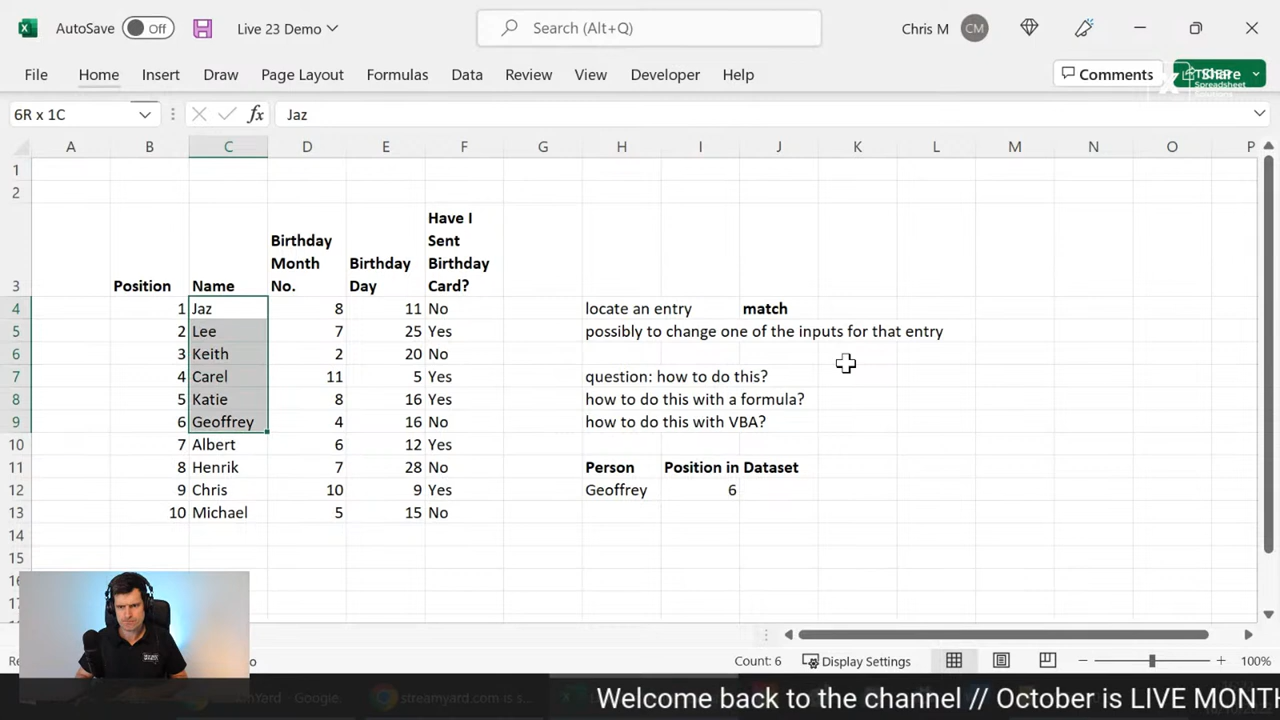 AutoSave Off Live 23 Demo Search (Alt+Q) Chris M CM
File Home Insert Draw Page Layout Formulas Data Review View Developer Help Comments Share
6R x 1C fx Jaz
A B C D E F G H I J K L M N O P
1
2
Have I
Sent
Birthday
Card?
Birthday
Month
No.
Birthday
Day
3 Position Name
4 1 Jaz 8 11 No locate an entry match
5 2 Lee 7 25 Yes possibly to change one of the inputs for that entry
6 3 Keith 2 20 No
7 4 Carel 11 5 Yes question: how to do this?
8 5 Katie 8 16 Yes how to do this with a formula?
9 6 Geoffrey 4 16 No how to do this with VBA?
10 7 Albert 6 12 Yes
11 8 Henrik 7 28 No Person Position in Dataset
12 9 Chris 10 9 Yes Geoffrey 6
13 10 Michael 5 15 No
14
15
16
17
Count: 6 Display Settings 100%
Welcome back to the channel // October is LIVE MONTH